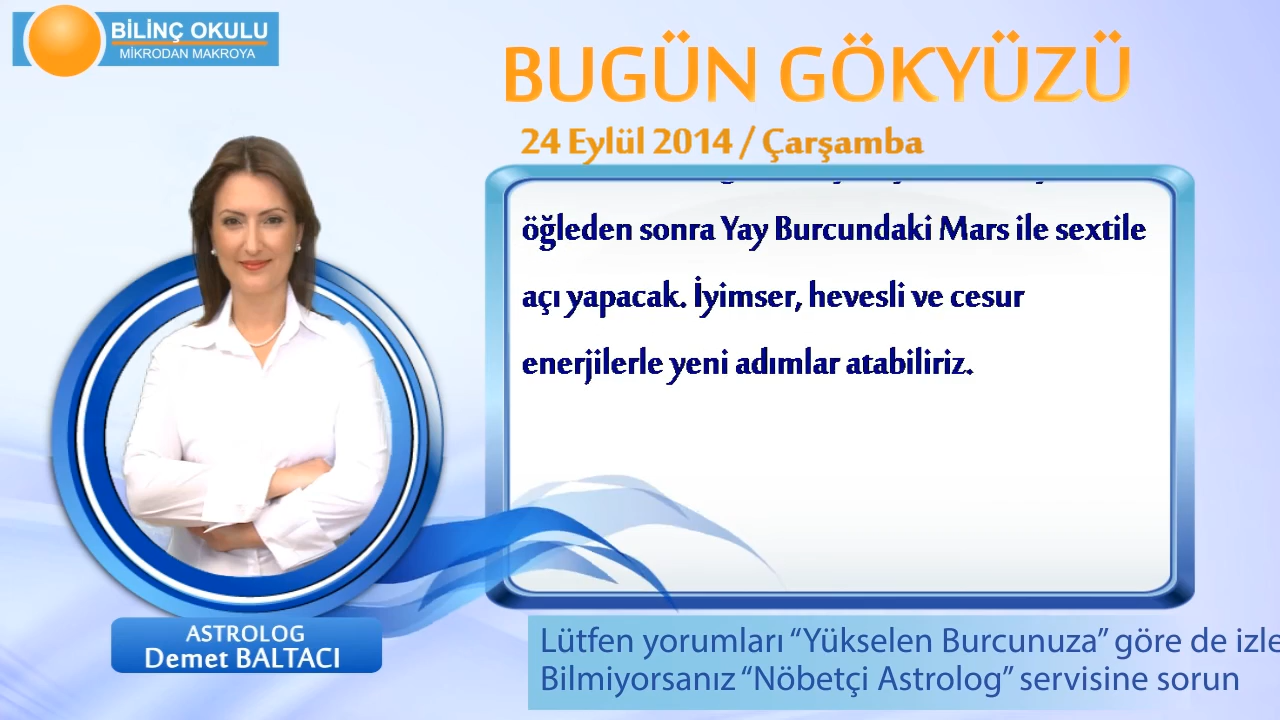 BİLİNÇ OKULU
MİKRODAN MAKROYA
BUGÜN GÖKYÜZÜ
24 Eylül 2014 / Çarşamba
öğleden sonra Yay Burcundaki Mars ile sextile
açı yapacak. İyimser, hevesli ve cesur
enerjilerle yeni adımlar atabiliriz.
ASTROLOG
Demet BALTACI
Lütfen yorumları “Yükselen Burcunuza” göre de izle
Bilmiyorsanız “Nöbetçi Astrolog” servisine sorun